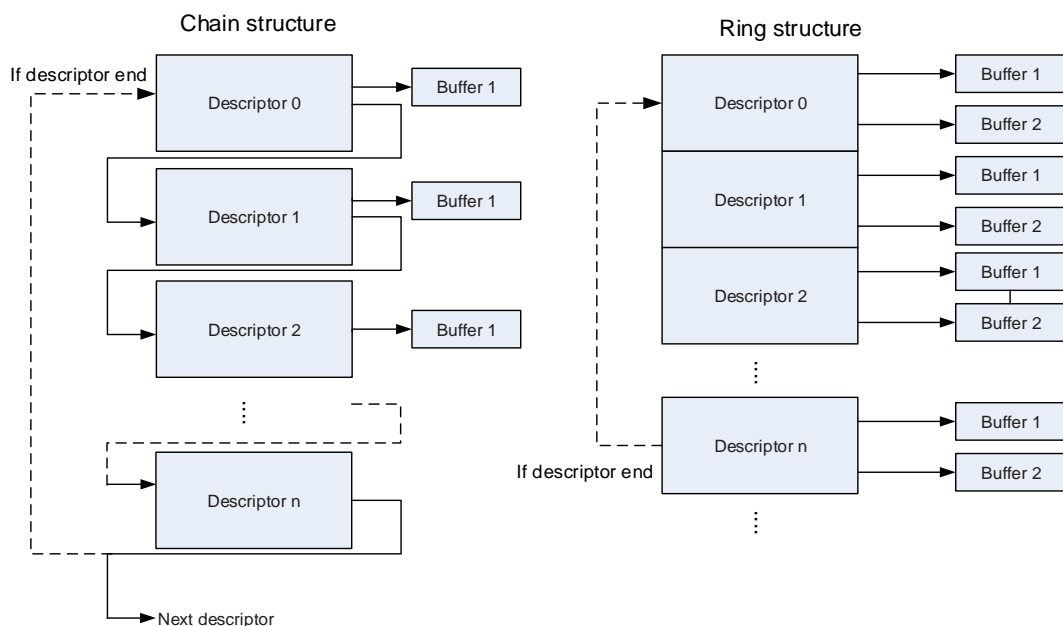 Chain structure
If descriptor end
Descriptor 0
Buffer 1
Descriptor 1
Buffer 1
Descriptor 2
Buffer 1
Descriptor n
Next descriptor
Ring structure
Descriptor 0
Buffer 1
Buffer 2
Descriptor 1
Buffer 1
Buffer 2
Descriptor 2
Buffer 1
Buffer 2
Descriptor n
Buffer 1
Buffer 2
If descriptor end